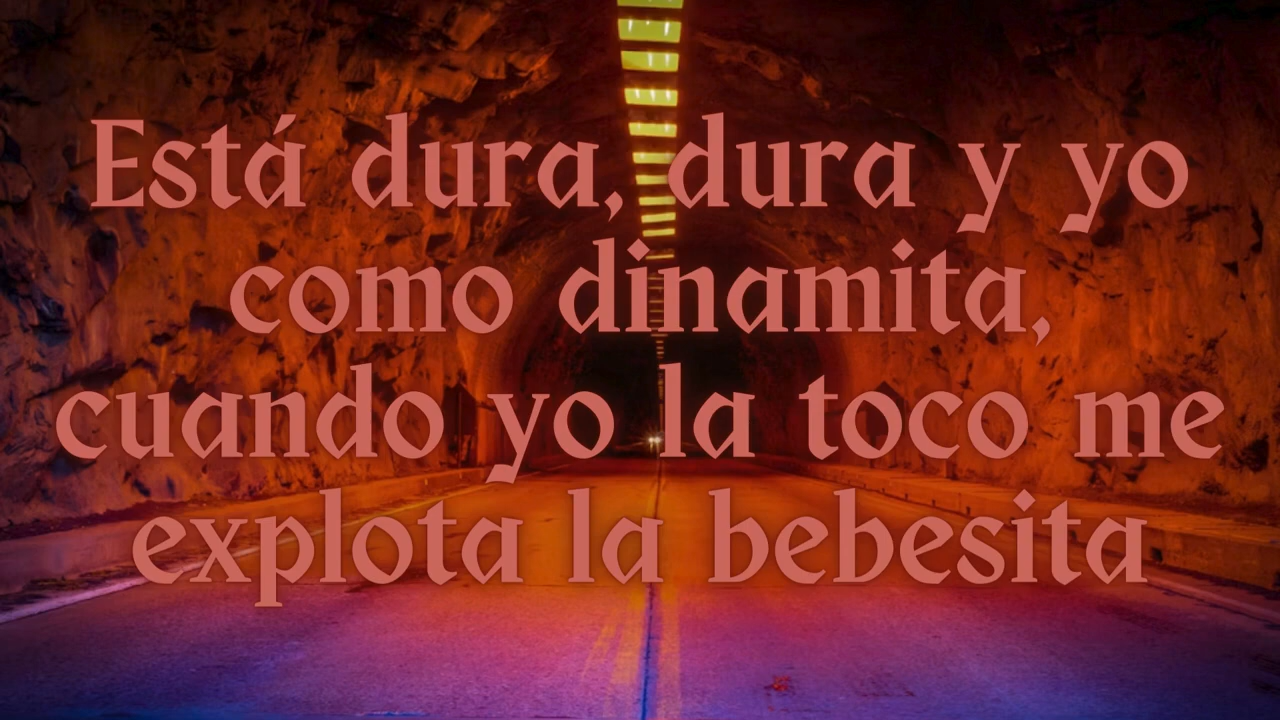 Está dura, dura y yo
como dinamita,
cuando yo la toco me
explota la bebesita